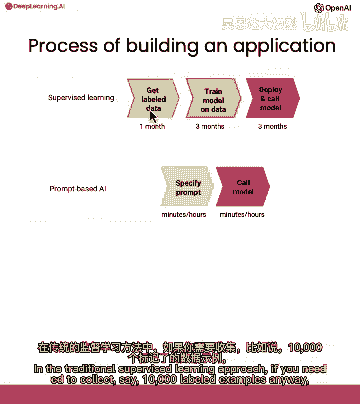 DeepLearning.AI
OpenAI
Process of building an application
Supervised learning
Get labeled data
Train model on data
Deploy & call model
1 month
3 months
3 months
Prompt-based AI
Specify prompt
Call model
minutes/hours
minutes/hours
在传统的监督学习方法中，如果你需要收集，比如说，10,000
个标记了的数据示例，
In the traditional supervised learning approach, if you need
ed to collect, say, 10,000 labeled examples anyway,